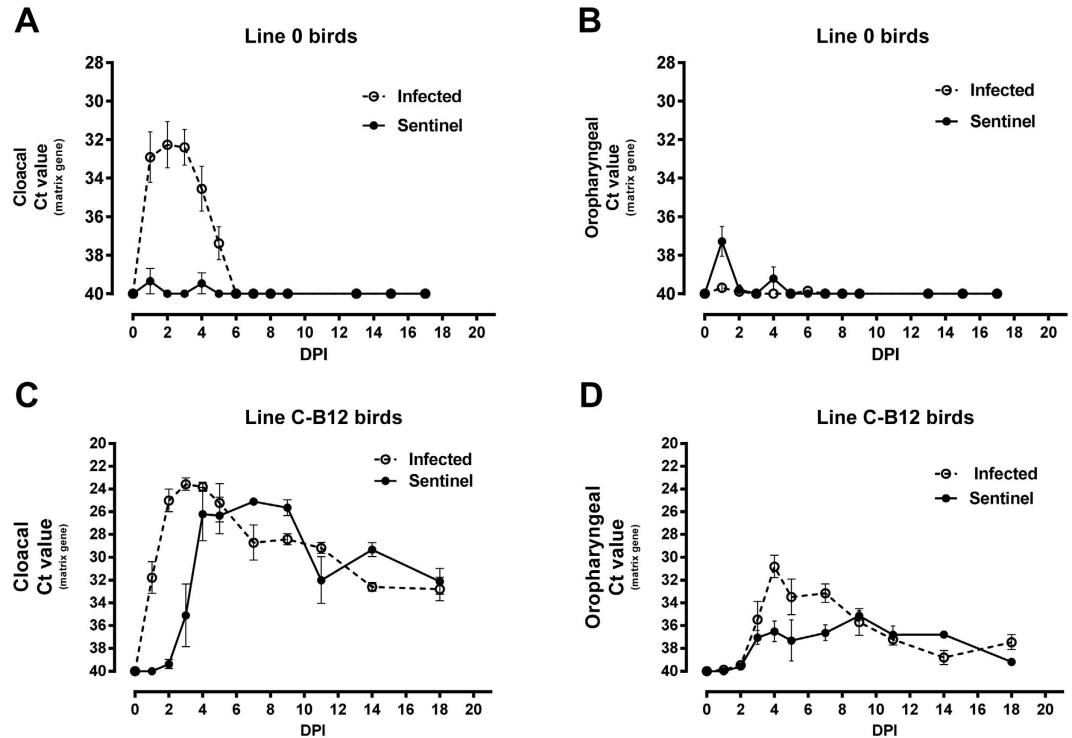 A
Line 0 birds
28
30
32
34
36
38
40
Cloacal
Ct value
(matrix gene)
Infected
Sentinel
0 2 4 6 8 10 12 14 16 18 20
DPI
B
Line 0 birds
28
30
32
34
36
38
40
Oropharyngeal
Ct value
(matrix gene)
Infected
Sentinel
0 2 4 6 8 10 12 14 16 18 20
DPI
C
Line C-B12 birds
20
22
24
26
28
30
32
34
36
38
40
Cloacal
Ct value
(matrix gene)
Infected
Sentinel
0 2 4 6 8 10 12 14 16 18 20
DPI
D
Line C-B12 birds
20
22
24
26
28
30
32
34
36
38
40
Oropharyngeal
Ct value
(matrix gene)
Infected
Sentinel
0 2 4 6 8 10 12 14 16 18 20
DPI